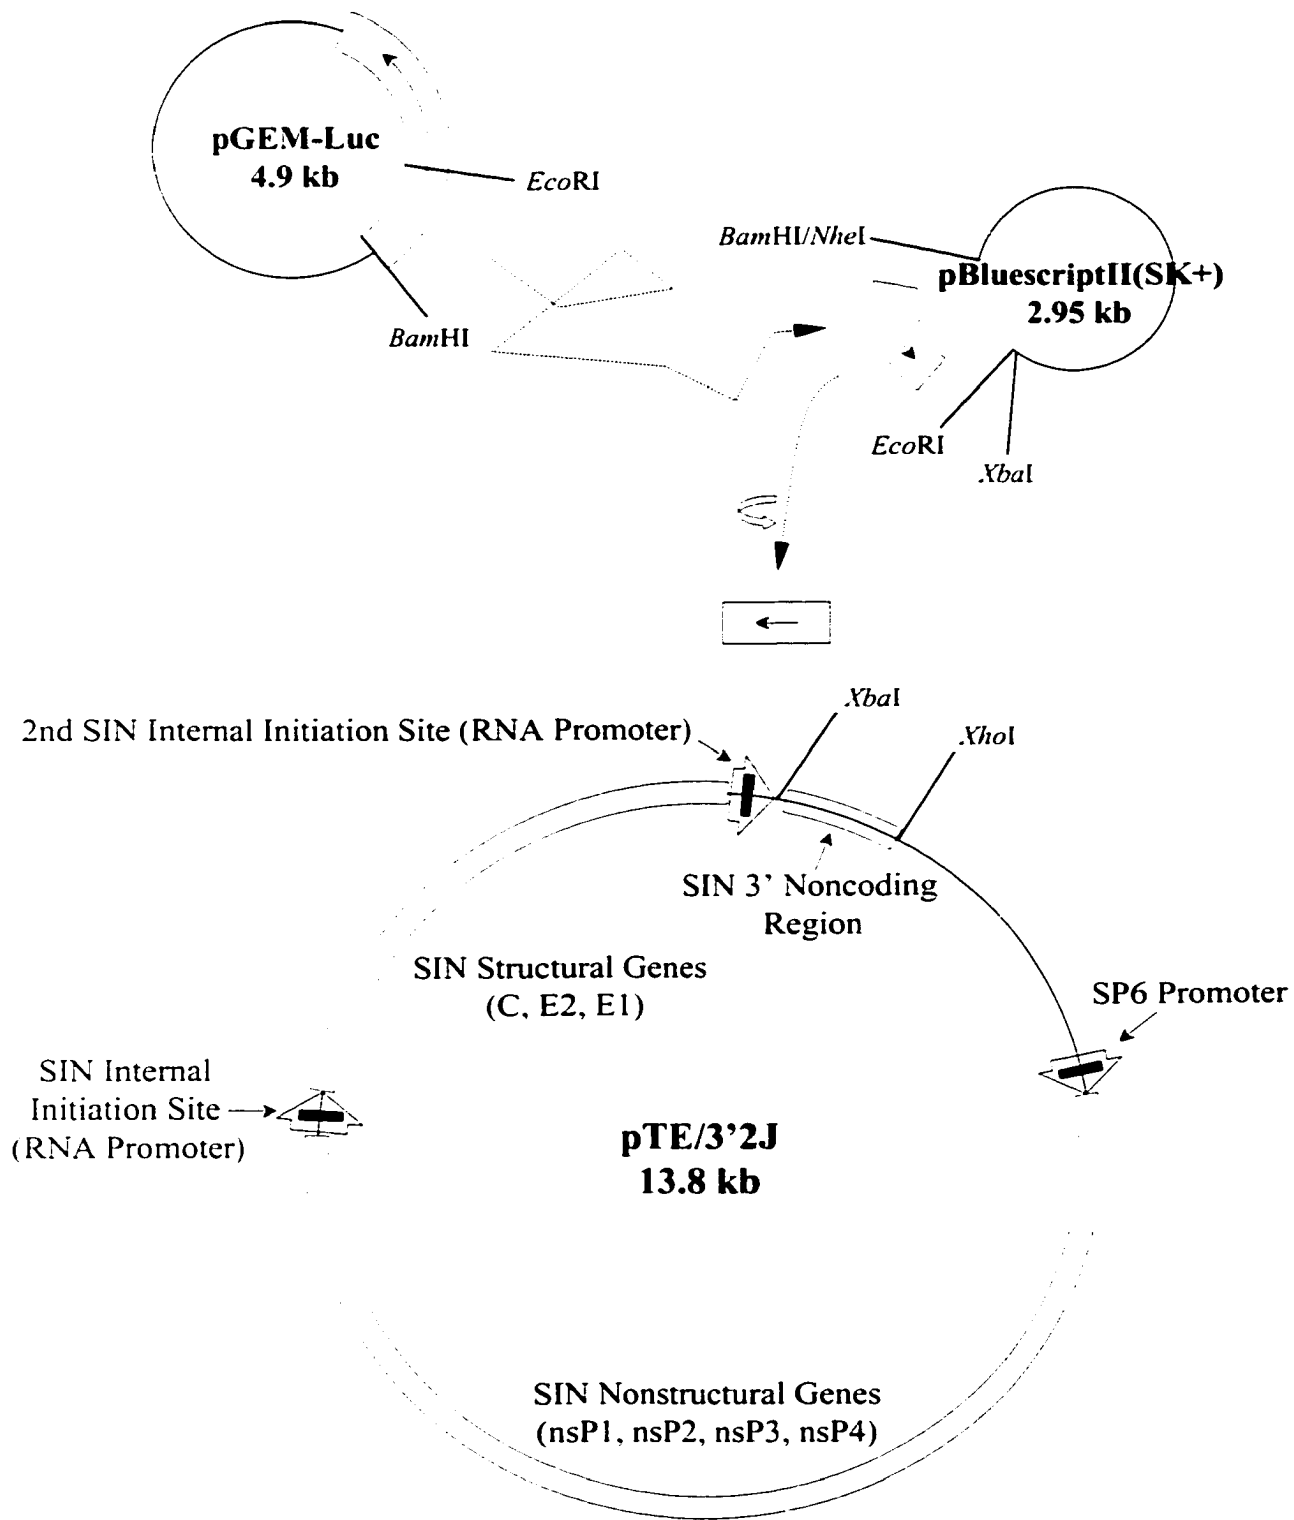 pGEM-Luc
4.9 kb
EcoRI
BamHI
BamHI/NheI
pBluescriptII(SK+)
2.95 kb
EcoRI
XbaI
XbaI
2nd SIN Internal Initiation Site (RNA Promoter)
XhoI
SIN 3’ Noncoding
Region
SIN Structural Genes
(C, E2, E1)
SP6 Promoter
SIN Internal
Initiation Site
(RNA Promoter)
pTE/3’2J
13.8 kb
SIN Nonstructural Genes
(nsP1, nsP2, nsP3, nsP4)